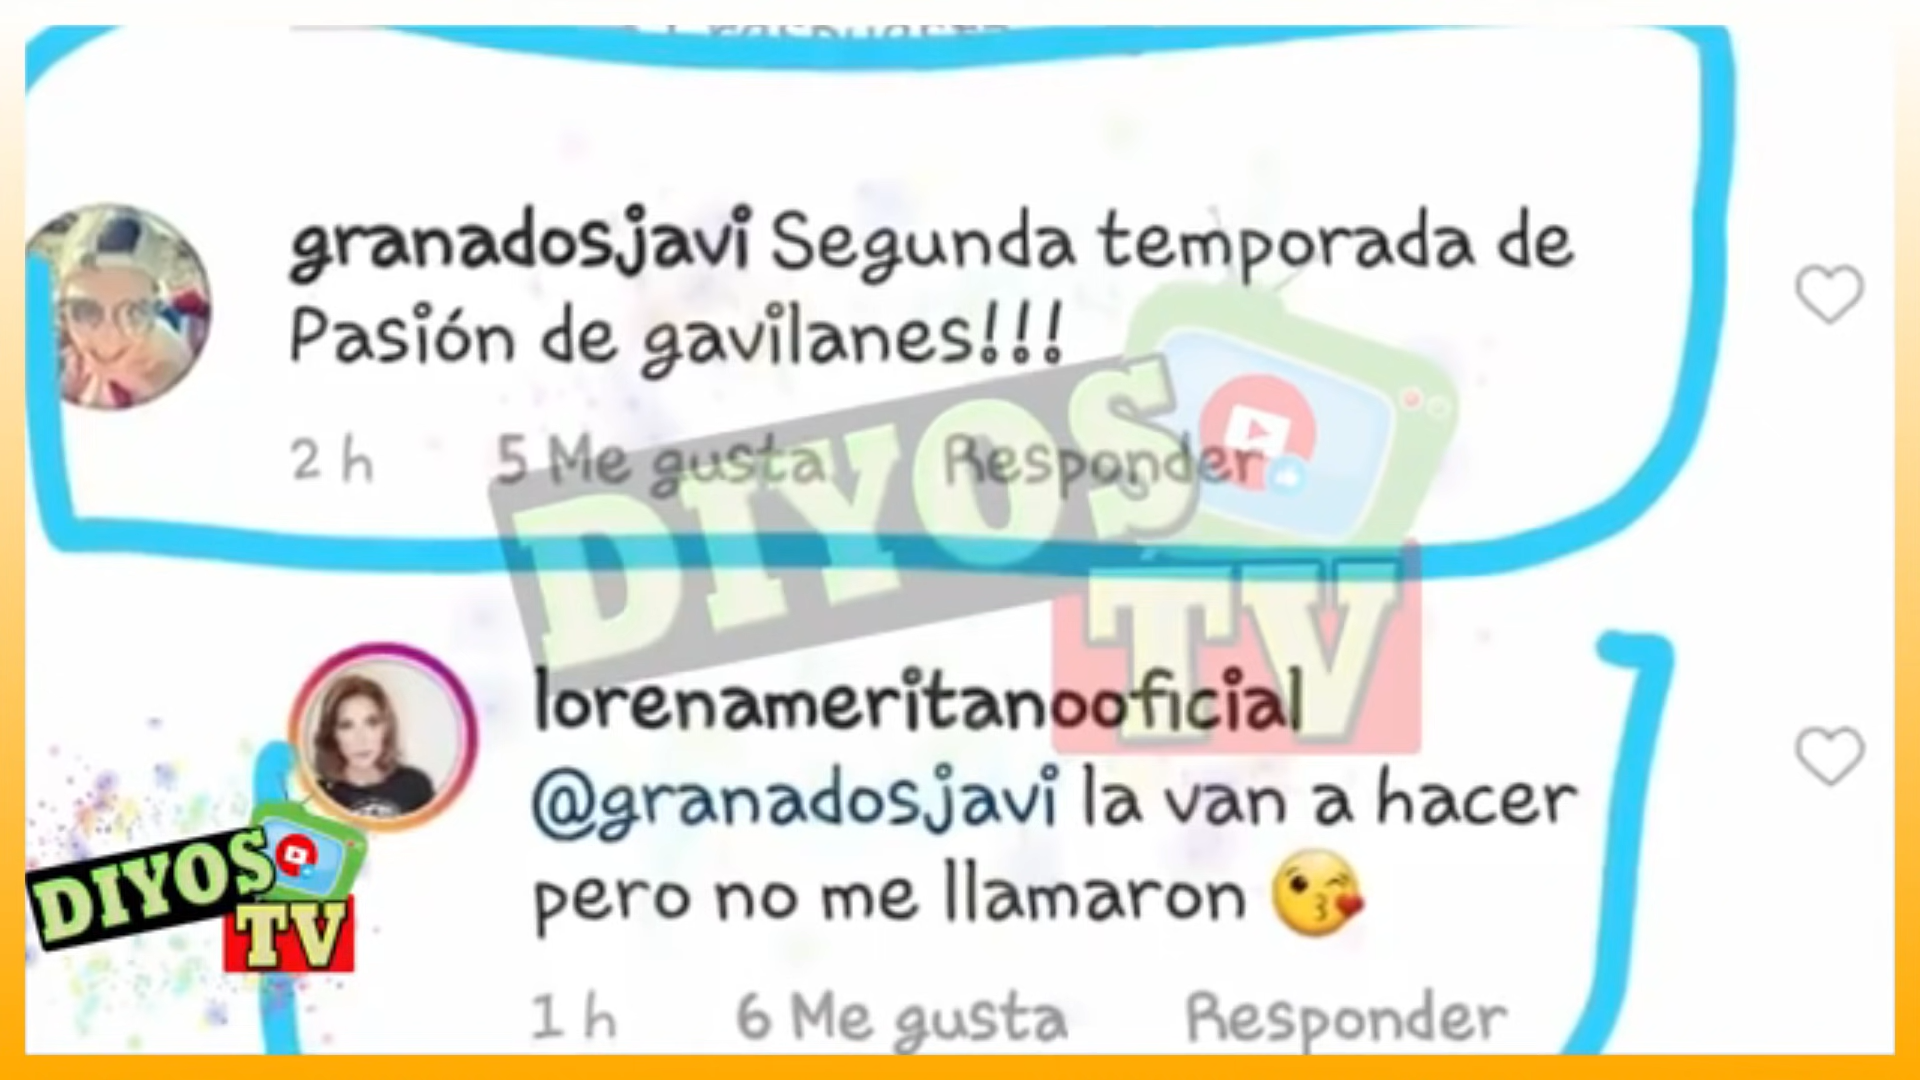 granadosjavi Segunda temporada de
Pasión de gavilanes!!!
2 h 5 Me gusta Responder
DIYOS
TV
lorenameritanooficial
@granadosjavi la van a hacer
pero no me llamaron 😘
DIYOS
TV
1 h 6 Me gusta Responder